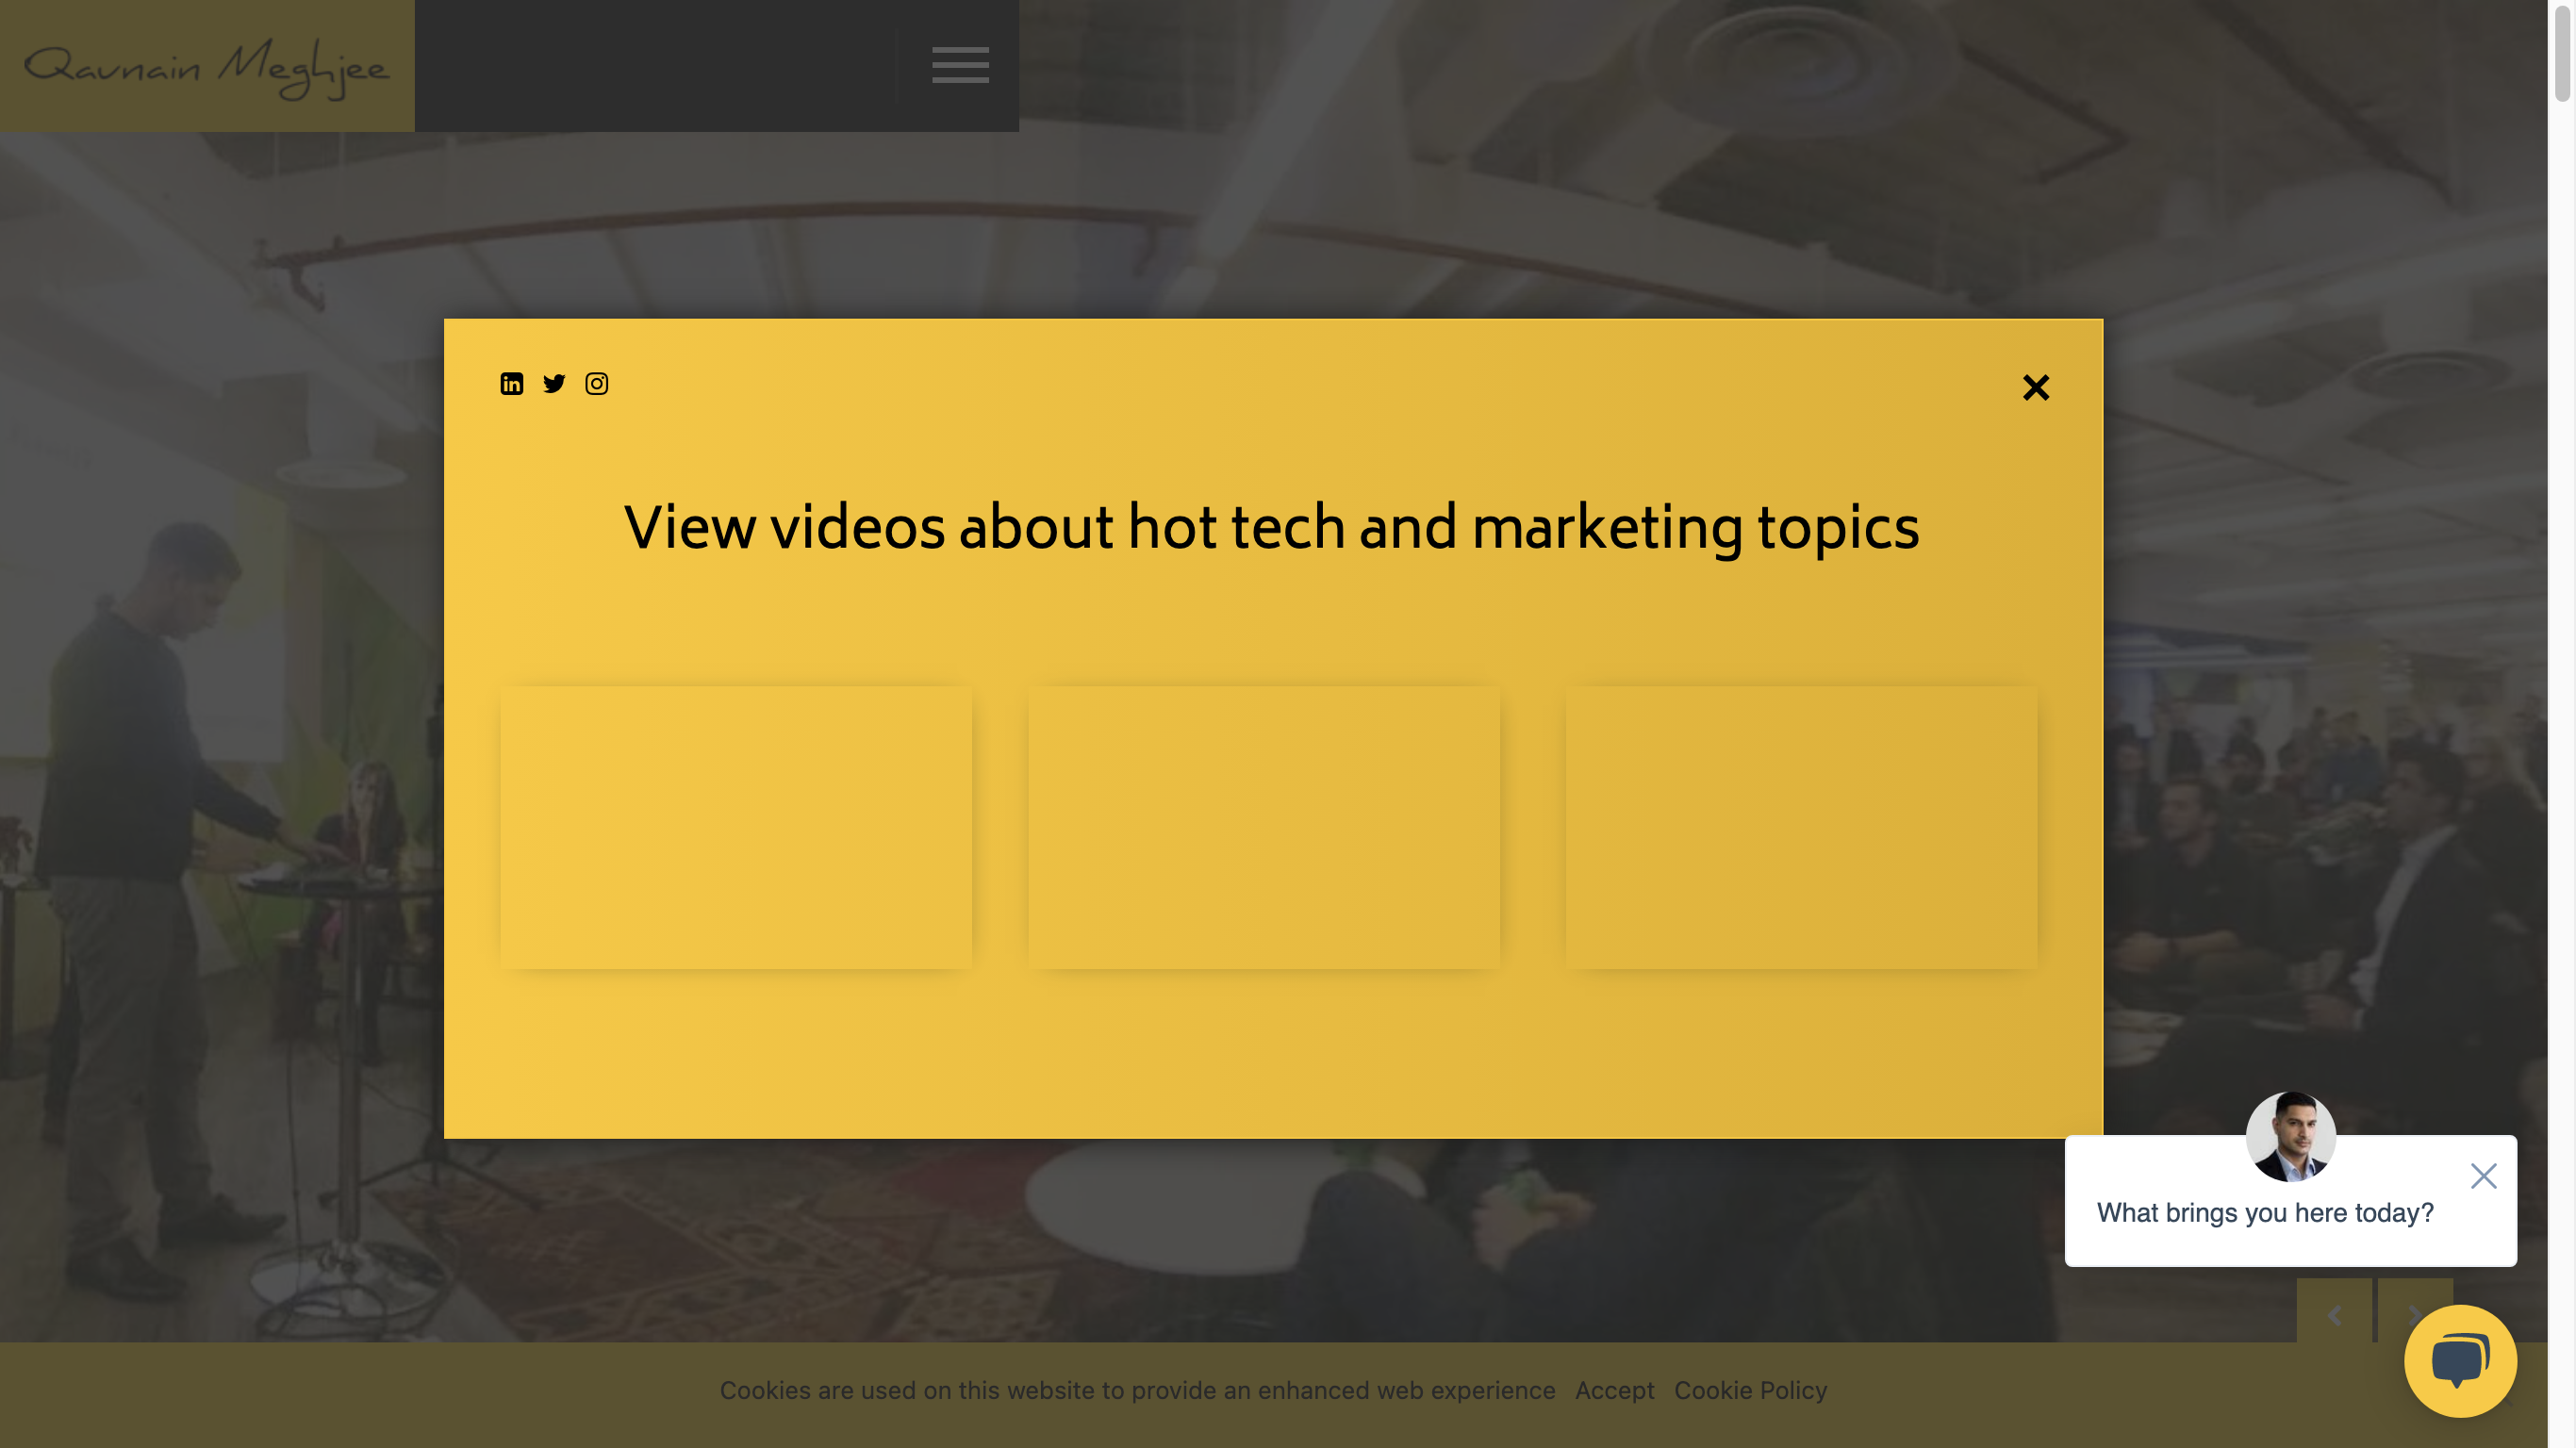 Qavnain Meghjee
View videos about hot tech and marketing topics
What brings you here today?
Cookies are used on this website to provide an enhanced web experience Accept Cookie Policy